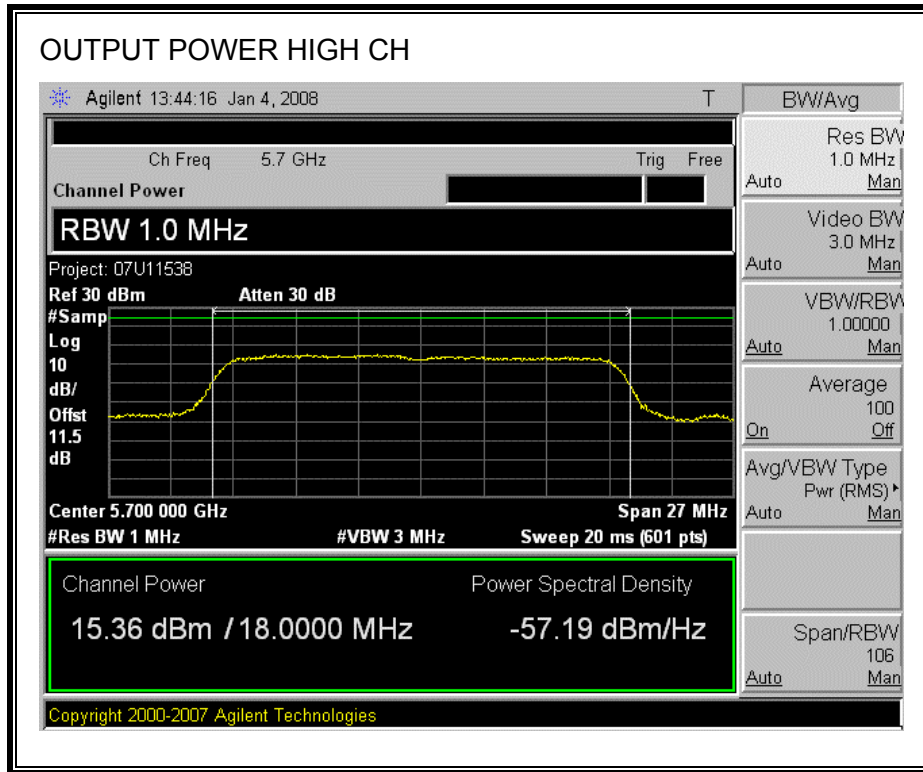 OUTPUT POWER HIGH CH
Agilent 13:44:16 Jan 4, 2008 T
BW/Avg
Ch Freq 5.7 GHz Trig Free
Channel Power
RBW 1.0 MHz
Project: 07U11538
Ref 30 dBm Atten 30 dB
#Samp
Log
10
dB/
Offst
11.5
dB
Center 5.700 000 GHz Span 27 MHz
#Res BW 1 MHz #VBW 3 MHz Sweep 20 ms (601 pts)
Channel Power Power Spectral Density
15.36 dBm / 18.0000 MHz -57.19 dBm/Hz
Copyright 2000-2007 Agilent Technologies
Res BW
1.0 MHz
Auto Man
Video BW
3.0 MHz
Auto Man
VBW/RBW
1.00000
Auto Man
Average
100
On Off
Avg/VBW Type
Pwr (RMS)
Auto Man
Span/RBW
106
Auto Man